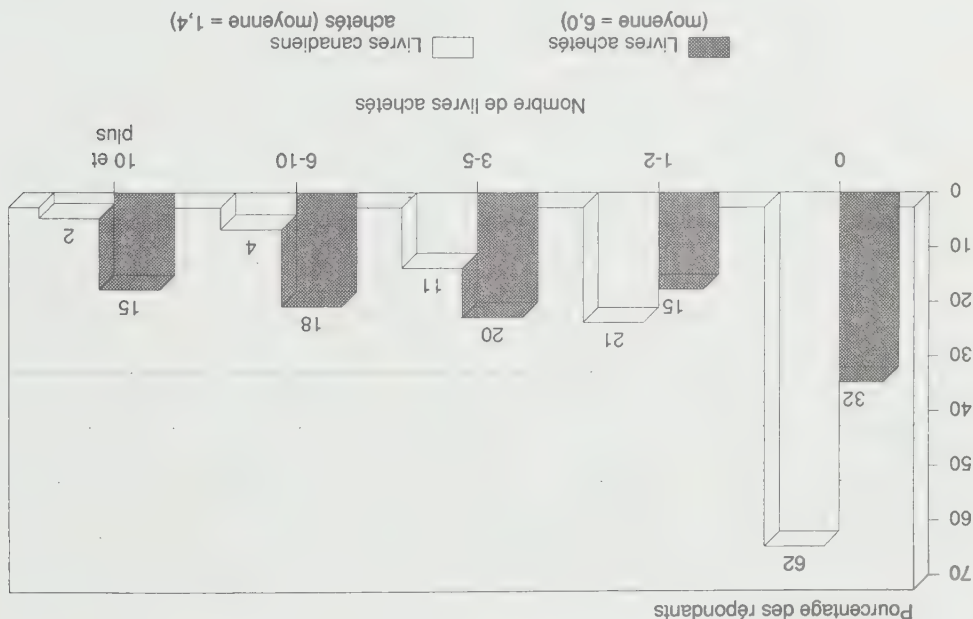 Pourcentage des répondants
70
62
60
50
40
32
30
21
20
15
20
11
18
4
15
2
10
0
0 1-2 3-5 6-10 10 et
plus
Nombre de livres achetés
Livres achetés
(moyenne = 6,0)
Livres canadiens
achetés (moyenne = 1,4)